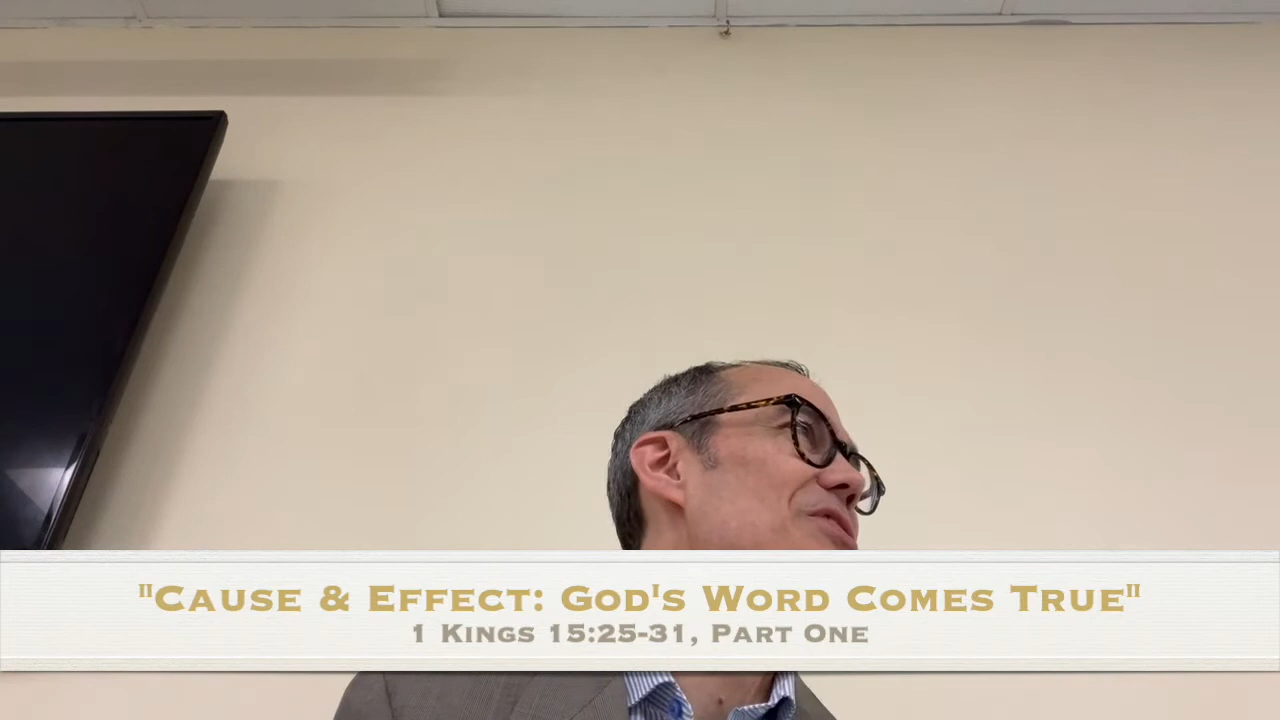 "Cause & Effect: God's Word Comes True"
1 Kings 15:25-31, Part One